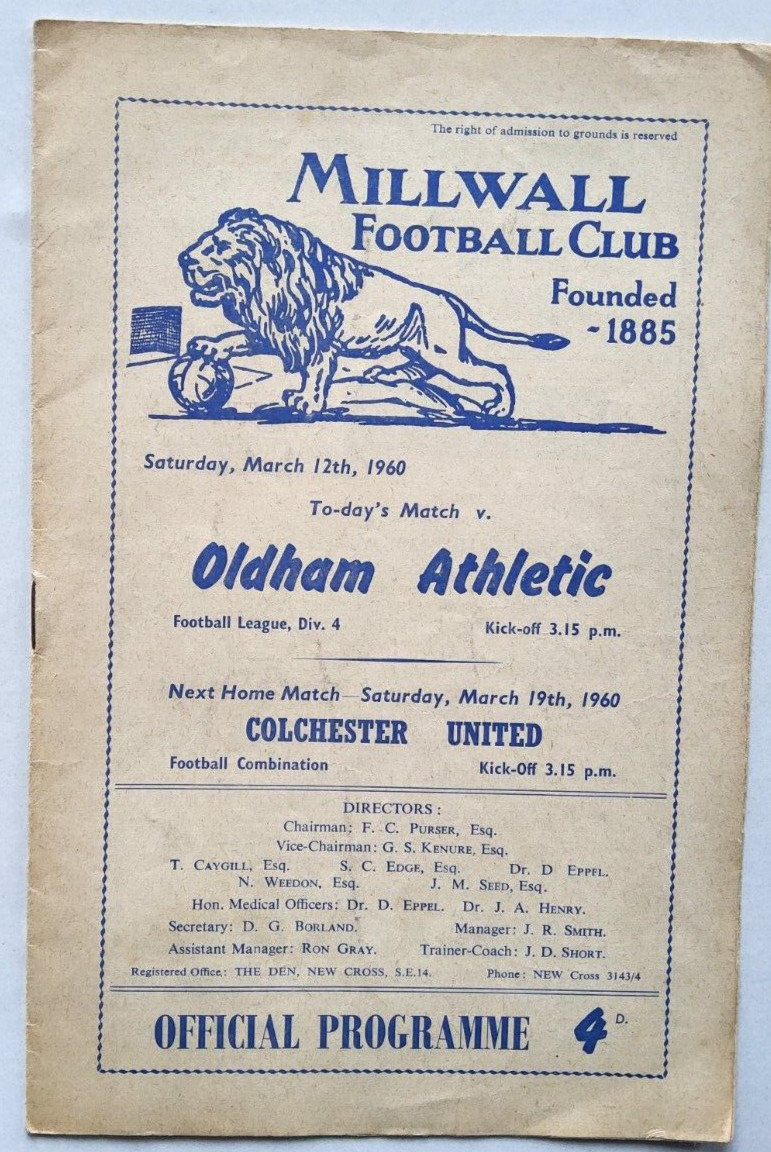 The right of admission to grounds is reserved
MILLWALL
FOOTBALL CLUB
Founded
-1885
Saturday, March 12th, 1960
To-day's Match v.
Oldham Athletic
Football League, Div. 4 Kick-off 3.15 p.m.
Next Home Match—Saturday, March 19th, 1960
COLCHESTER UNITED
Football Combination Kick-Off 3.15 p.m.
DIRECTORS :
Chairman: F. C. PURSER, Esq.
Vice-Chairman: G. S. KENURE, Esq.
T. CAYGILL, Esq. S. C. EDGE, Esq. Dr. D EPPEL.
N. WEEDON, Esq. J. M. SEED, Esq.
Hon. Medical Officers: Dr. D. EPPEL. Dr. J. A. HENRY.
Secretary: D. G. BORLAND. Manager: J. R. SMITH.
Assistant Manager: RON GRAY. Trainer-Coach: J. D. SHORT.
Registered Office: THE DEN, NEW CROSS, S.E.14. Phone: NEW Cross 3143/4
OFFICIAL PROGRAMME 4D.